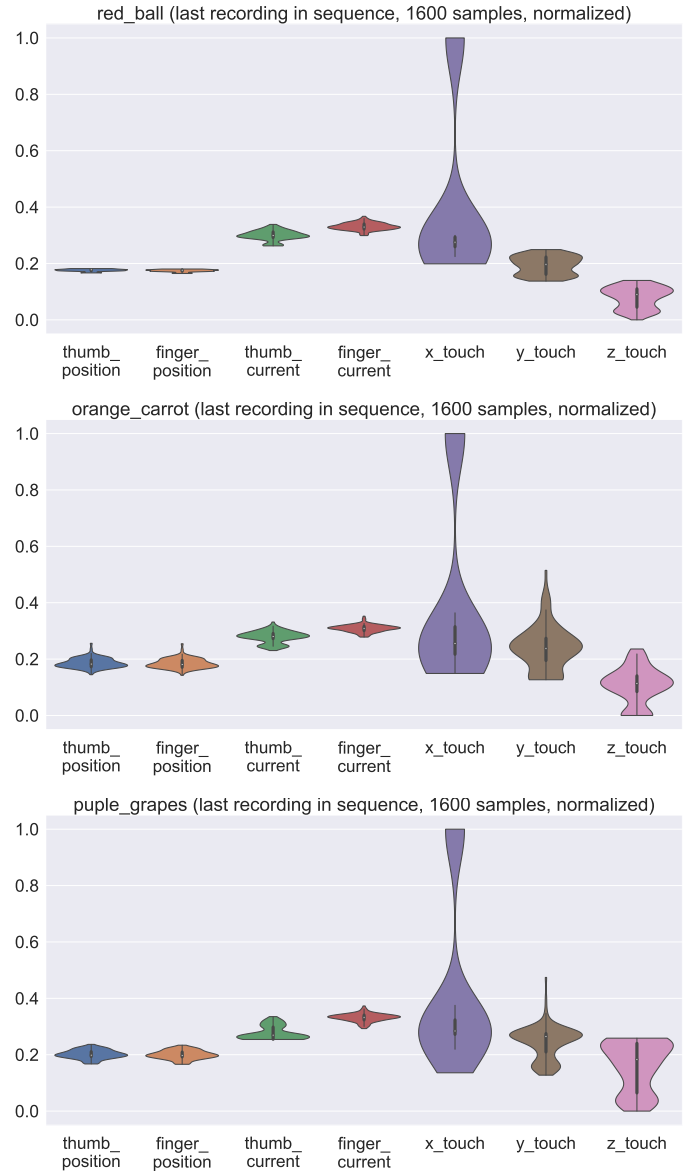 red_ball (last recording in sequence, 1600 samples, normalized)
1.0
0.8
0.6
0.4
0.2
0.0
thumb_ finger_ thumb_ finger_ x_touch y_touch z_touch
position position current current
orange_carrot (last recording in sequence, 1600 samples, normalized)
1.0
0.8
0.6
0.4
0.2
0.0
thumb_ finger_ thumb_ finger_ x_touch y_touch z_touch
position position current current
puple_grapes (last recording in sequence, 1600 samples, normalized)
1.0
0.8
0.6
0.4
0.2
0.0
thumb_ finger_ thumb_ finger_ x_touch y_touch z_touch
position position current current